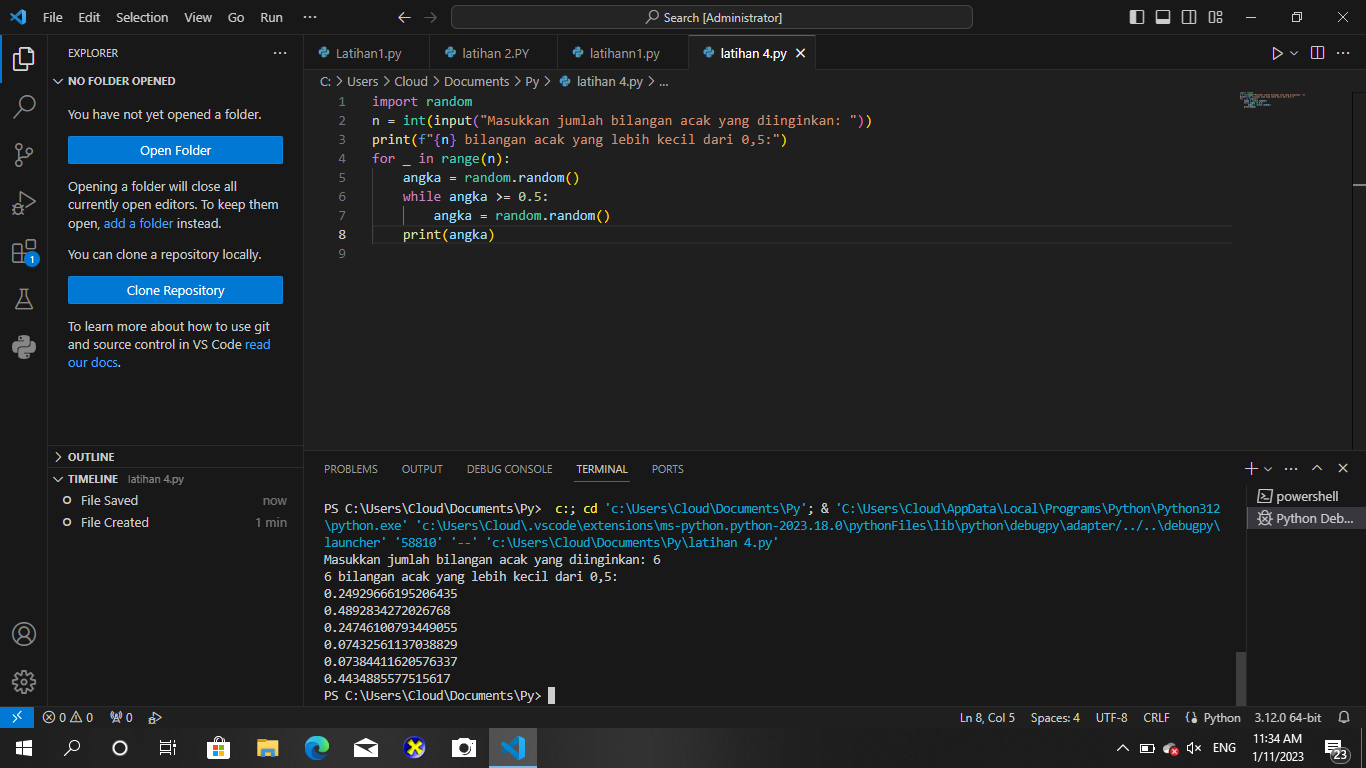 File Edit Selection View Go Run ··· Search [Administrator]
EXPLORER ···
NO FOLDER OPENED
You have not yet opened a folder.
Open Folder
Opening a folder will close all
currently open editors. To keep them
open, add a folder instead.
You can clone a repository locally.
Clone Repository
To learn more about how to use git
and source control in VS Code read
our docs.
OUTLINE
TIMELINE latihan 4.py
File Saved now
File Created 1 min
1
Latihan1.py latihan 2.PY latihann1.py latihan 4.py
C: > Users > Cloud > Documents > Py > latihan 4.py > ...
1 import random
2 n = int(input("Masukkan jumlah bilangan acak yang diinginkan: "))
3 print(f"{n} bilangan acak yang lebih kecil dari 0,5:")
4 for _ in range(n):
5     angka = random.random()
6     while angka >= 0.5:
7         angka = random.random()
8     print(angka)
9
PROBLEMS OUTPUT DEBUG CONSOLE TERMINAL PORTS
PS C:\Users\Cloud\Documents\Py>  c:; cd 'c:\Users\Cloud\Documents\Py'; & 'C:\Users\Cloud\AppData\Local\Programs\Python\Python312
\python.exe' 'c:\Users\Cloud\.vscode\extensions\ms-python.python-2023.18.0\pythonFiles\lib\python\debugpy\adapter/../..\debugpy\
launcher' '58810' '--' 'c:\Users\Cloud\Documents\Py\latihan 4.py'
Masukkan jumlah bilangan acak yang diinginkan: 6
6 bilangan acak yang lebih kecil dari 0,5:
0.24929666195206435
0.4892834272026768
0.24746100793449055
0.07432561137038829
0.07384411620576337
0.4434885577515617
PS C:\Users\Cloud\Documents\Py>
powershell
Python Deb...
0 0 0 Ln 8, Col 5 Spaces: 4 UTF-8 CRLF Python 3.12.0 64-bit
ENG 11:34 AM
1/11/2023
23